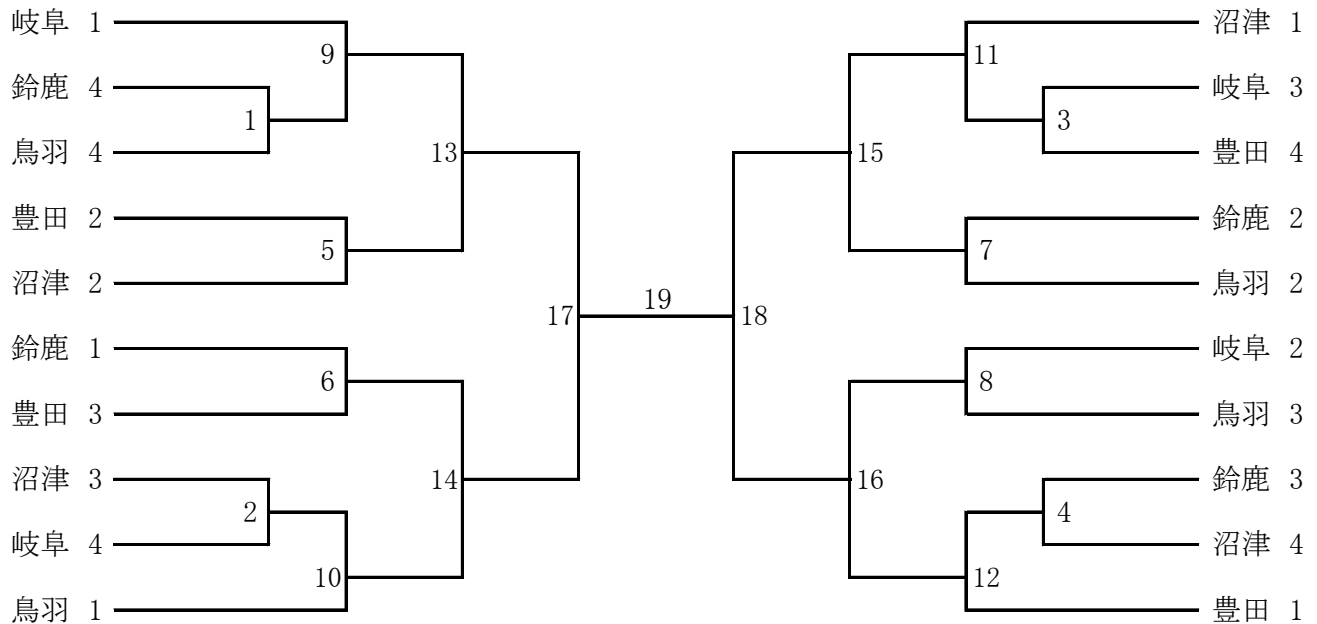 岐阜 1
鈴鹿 4
鳥羽 4
豊田 2
沼津 2
鈴鹿 1
豊田 3
沼津 3
岐阜 4
鳥羽 1
9
1
13
5
17
6
14
2
10
19
11
3
15
7
18
8
16
4
12
沼津 1
岐阜 3
豊田 4
鈴鹿 2
鳥羽 2
岐阜 2
鳥羽 3
鈴鹿 3
沼津 4
豊田 1